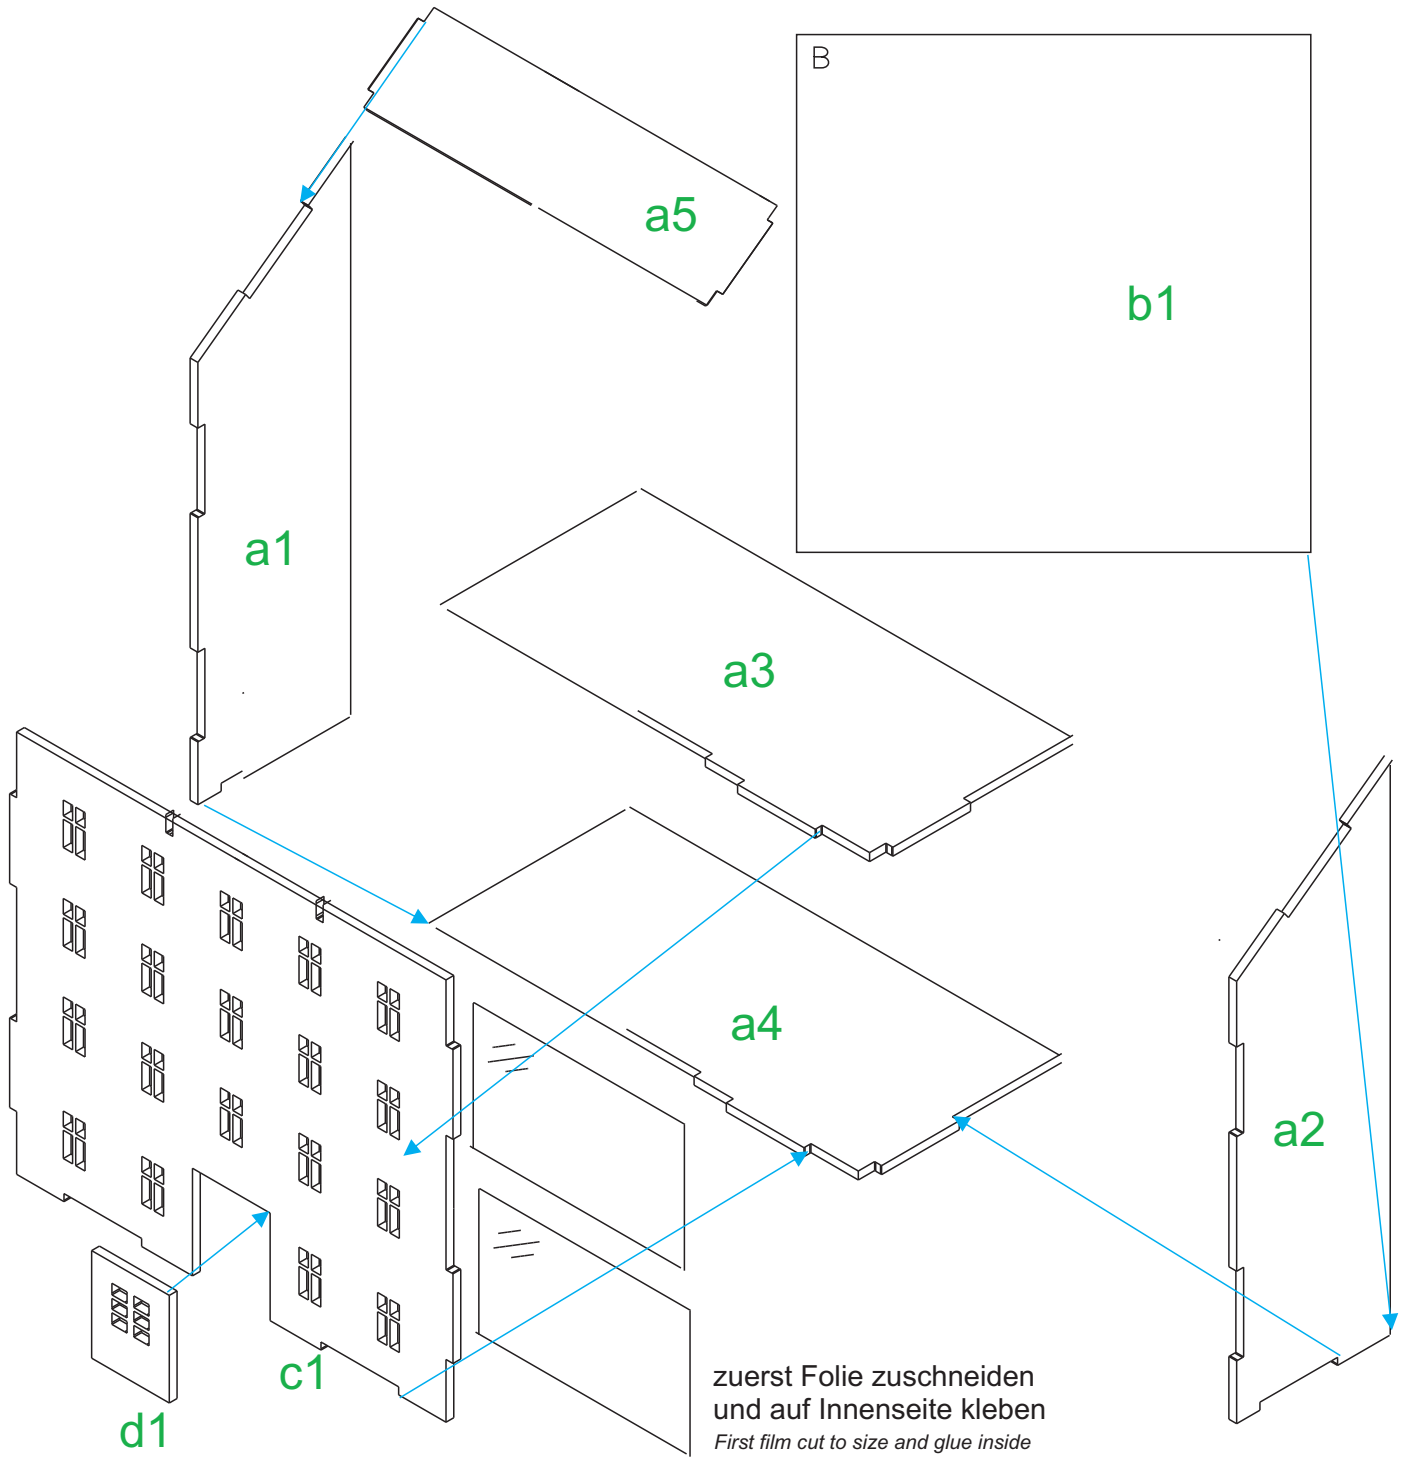 B
a5
b1
a1
a3
a4
a2
c1
d1
zuerst Folie zuschneiden
und auf Innenseite kleben
First film cut to size and glue inside